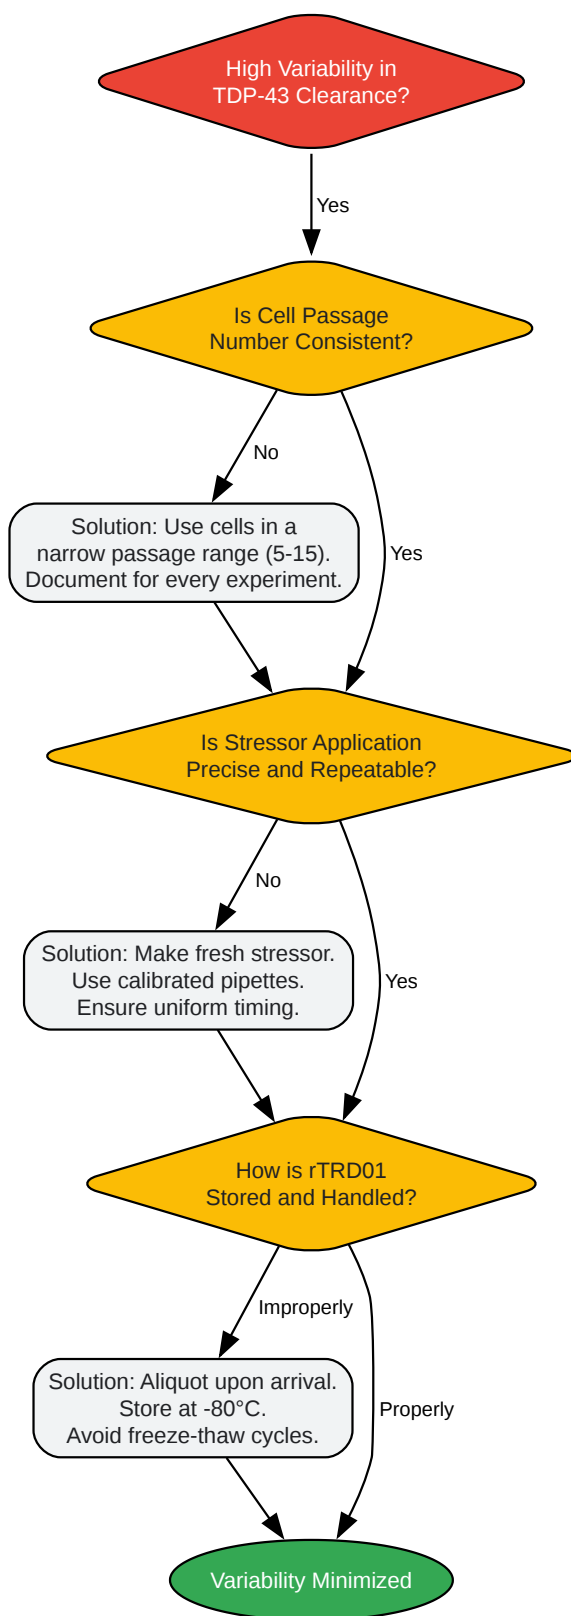 High Variability in
TDP-43 Clearance?
Yes
Is Cell Passage
Number Consistent?
No
Solution: Use cells in a
narrow passage range (5-15).
Document for every experiment.
Yes
Is Stressor Application
Precise and Repeatable?
No
Solution: Make fresh stressor.
Use calibrated pipettes.
Ensure uniform timing.
Yes
How is rTRD01
Stored and Handled?
Improperly
Solution: Aliquot upon arrival.
Store at -80°C.
Avoid freeze-thaw cycles.
Properly
Variability Minimized